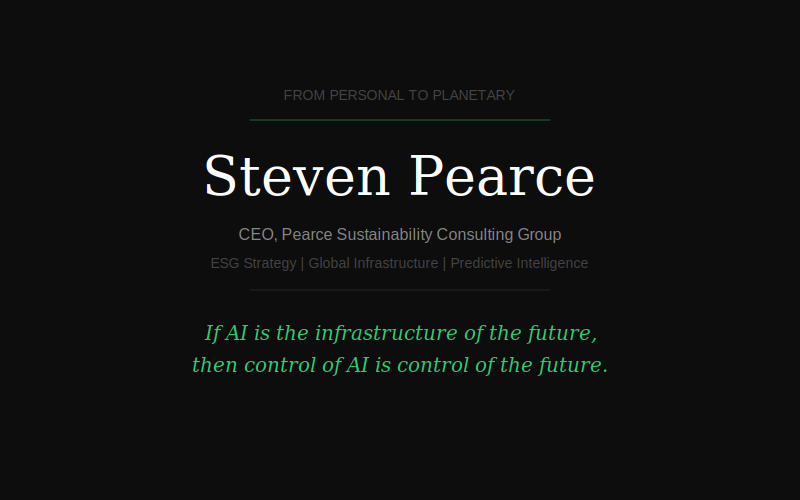 FROM PERSONAL TO PLANETARY
Steven Pearce
CEO, Pearce Sustainability Consulting Group
ESG Strategy | Global Infrastructure | Predictive Intelligence
If AI is the infrastructure of the future,
then control of AI is control of the future.